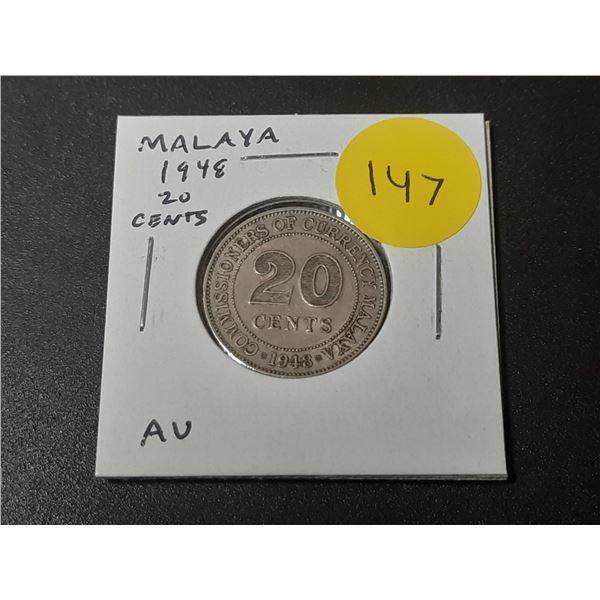 MALAYA
1948
20
CENTS
147
COMMISSIONERS OF CURRENCY MALAYA
20
CENTS
1948
AU